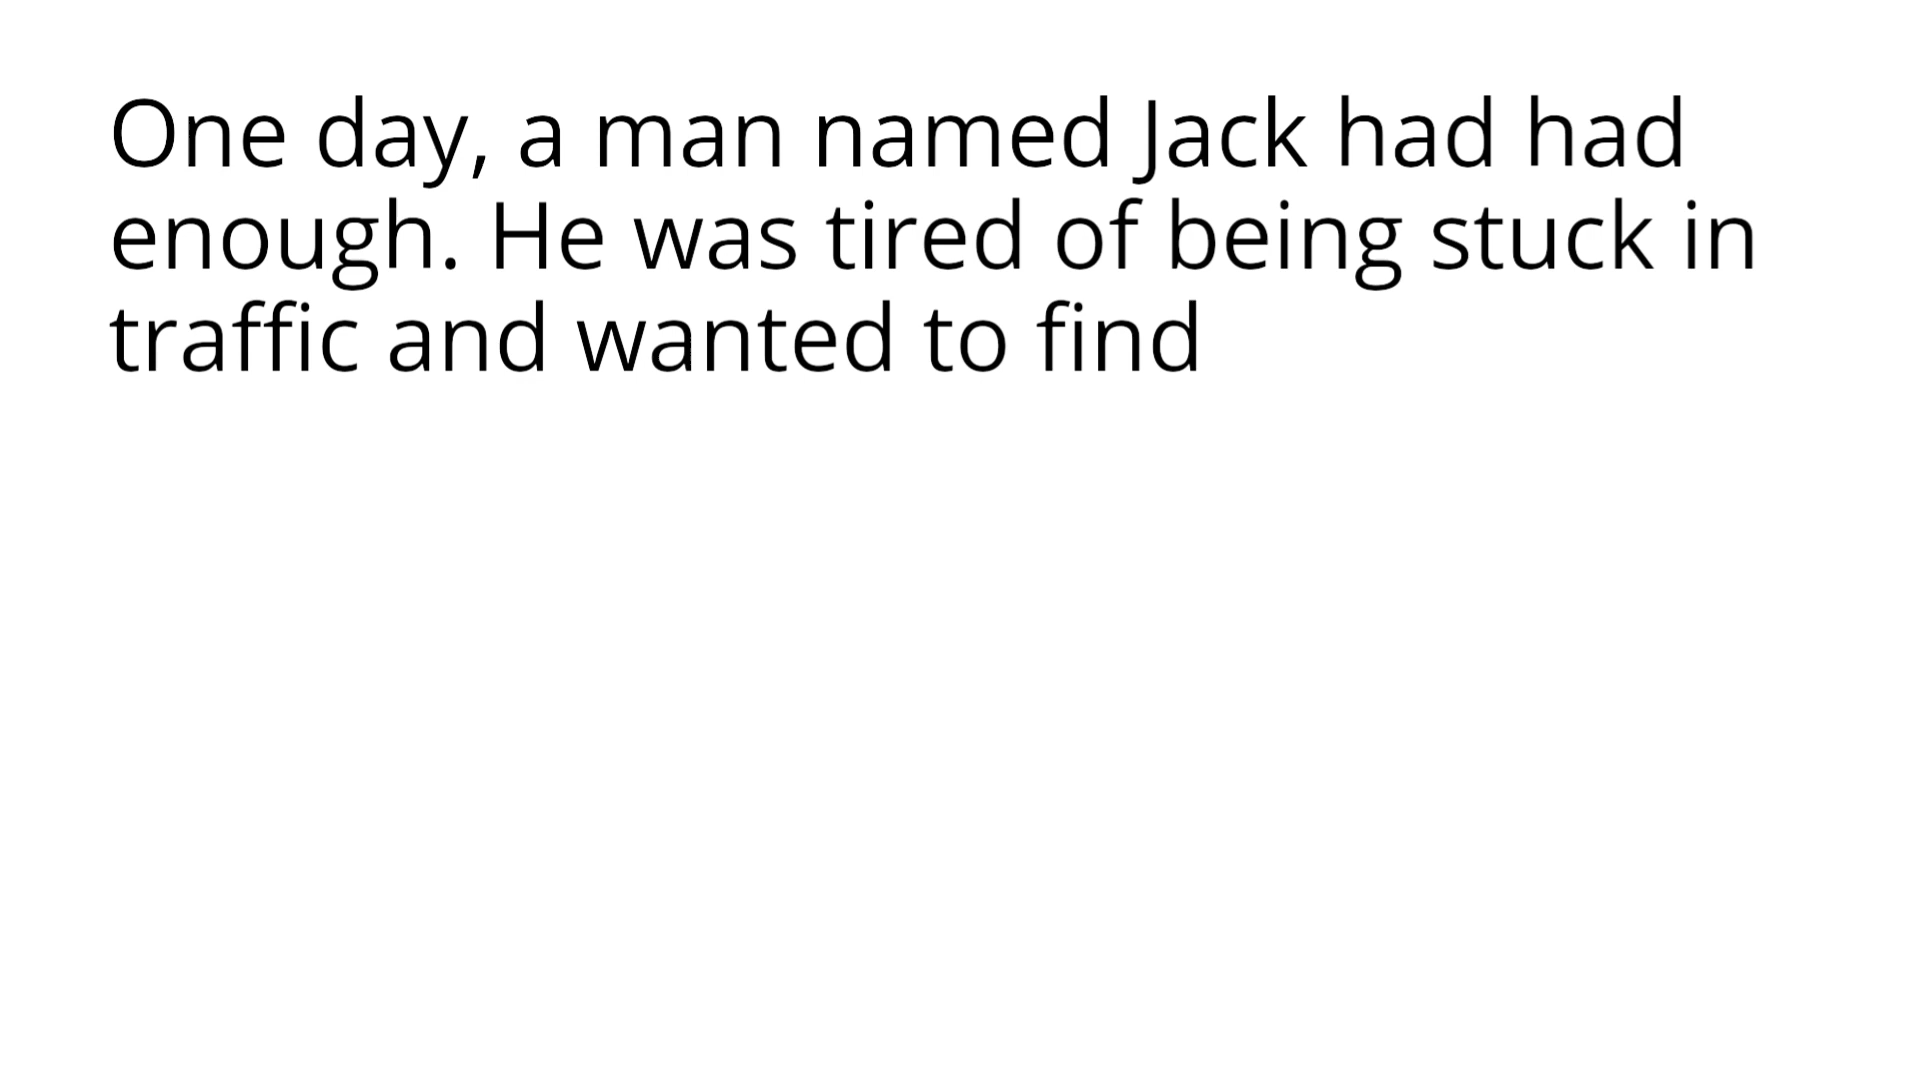 One day, a man named Jack had had
enough. He was tired of being stuck in
traffic and wanted to find